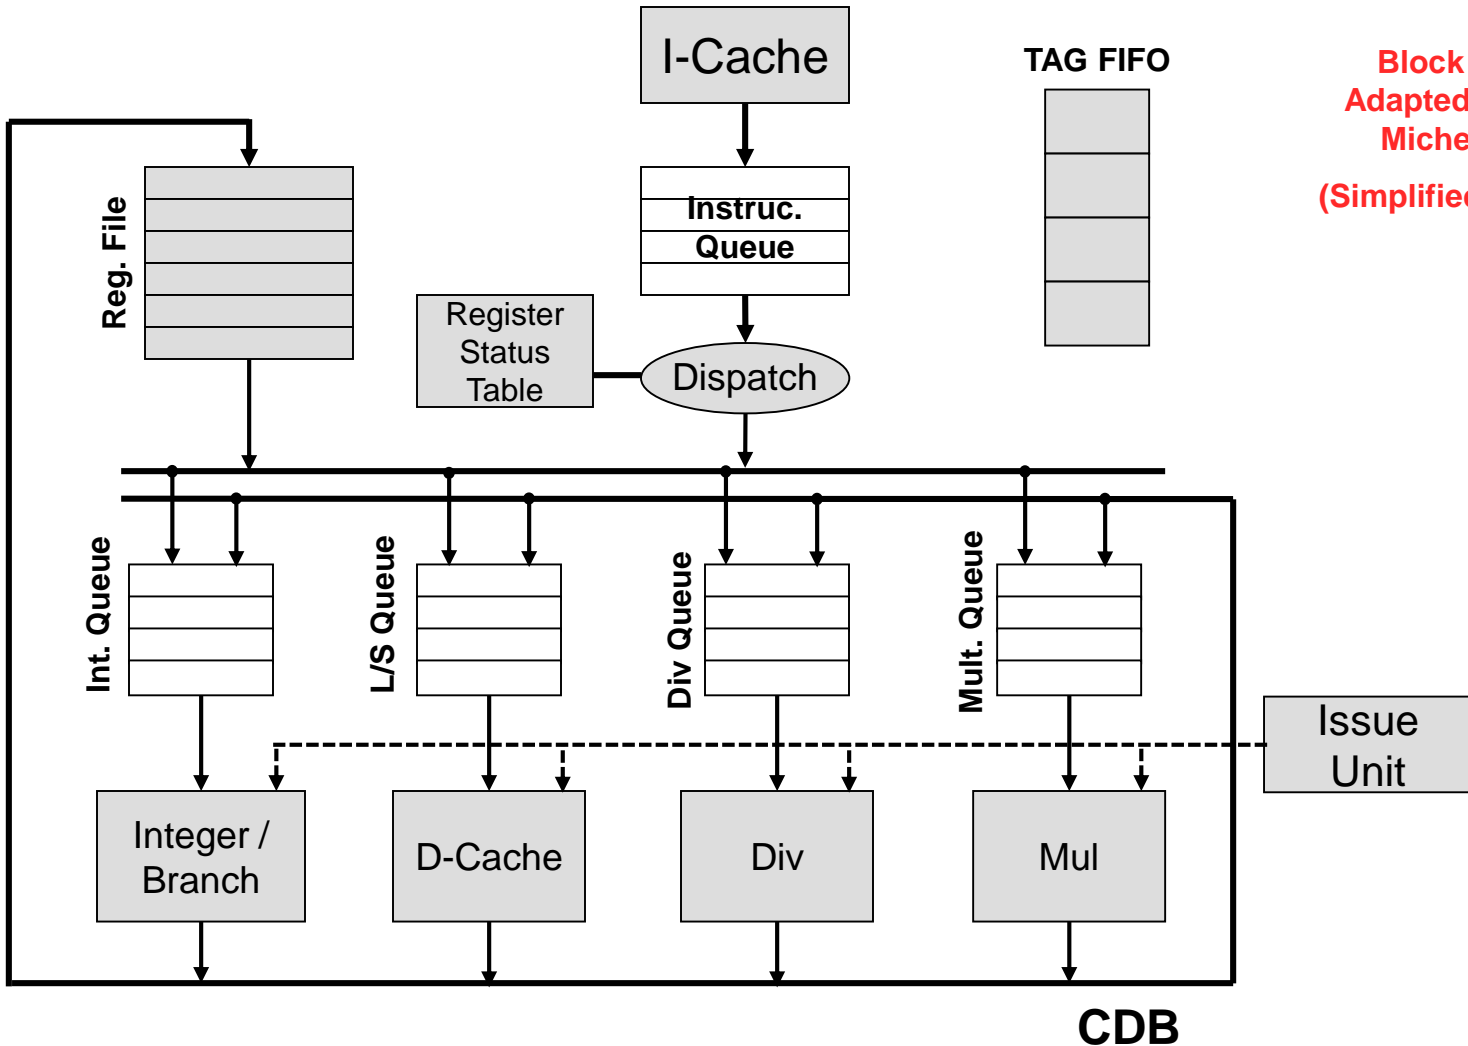 I-Cache
TAG FIFO
Block
Adapted
Miche
(Simplified
Reg. File
Instruc.
Queue
Register
Status
Table
Dispatch
Int. Queue
L/S Queue
Div Queue
Mult. Queue
Issue
Unit
Integer /
Branch
D-Cache
Div
Mul
CDB